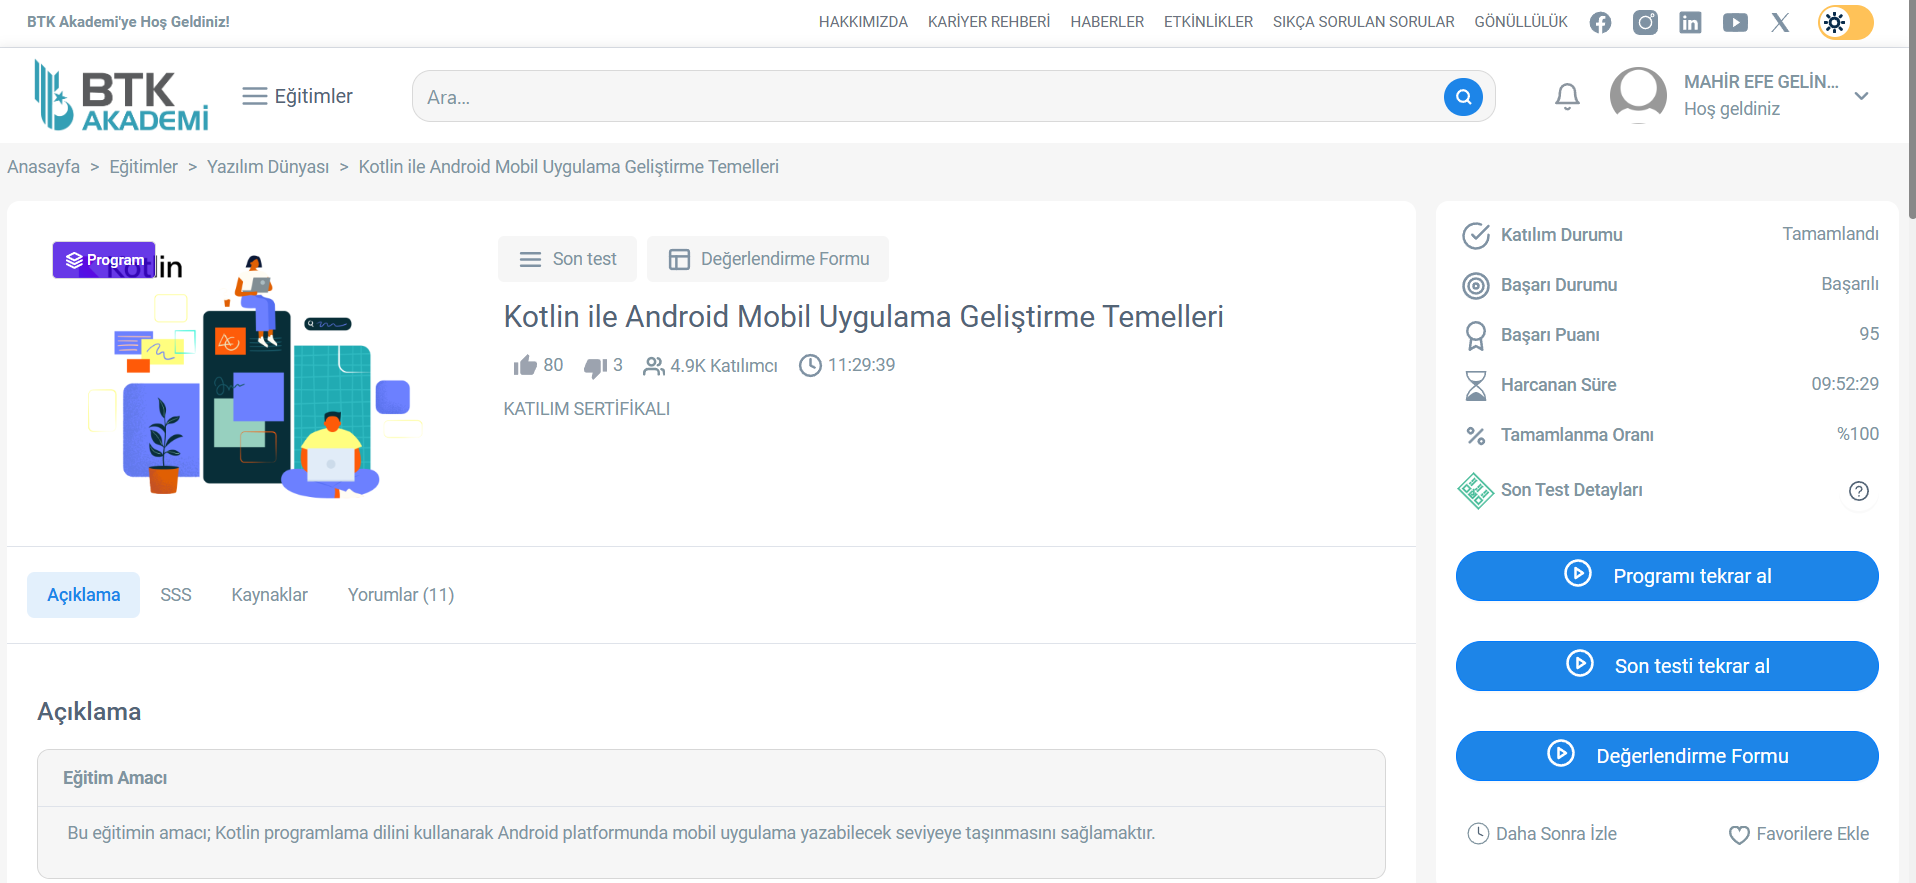 BTK Akademi'ye Hoş Geldiniz!
HAKKIMIZDA KARİYER REHBERİ HABERLER ETKİNLİKLER SIKÇA SORULAN SORULAR GÖNÜLLÜLÜK
BTK
AKADEMİ
Eğitimler
Ara...
MAHİR EFE GELİN...
Hoş geldiniz
Anasayfa > Eğitimler > Yazılım Dünyası > Kotlin ile Android Mobil Uygulama Geliştirme Temelleri
Program
Kotlin
Son test
Değerlendirme Formu
Kotlin ile Android Mobil Uygulama Geliştirme Temelleri
80 3 4.9K Katılımcı 11:29:39
KATILIM SERTİFİKALI
Açıklama SSS Kaynaklar Yorumlar (11)
Açıklama
Eğitim Amacı
Bu eğitimin amacı; Kotlin programlama dilini kullanarak Android platformunda mobil uygulama yazabilecek seviyeye taşınmasını sağlamaktır.
Katılım Durumu Tamamlandı
Başarı Durumu Başarılı
Başarı Puanı 95
Harcanan Süre 09:52:29
Tamamlanma Oranı %100
Son Test Detayları
Programı tekrar al
Son testi tekrar al
Değerlendirme Formu
Daha Sonra İzle Favorilere Ekle